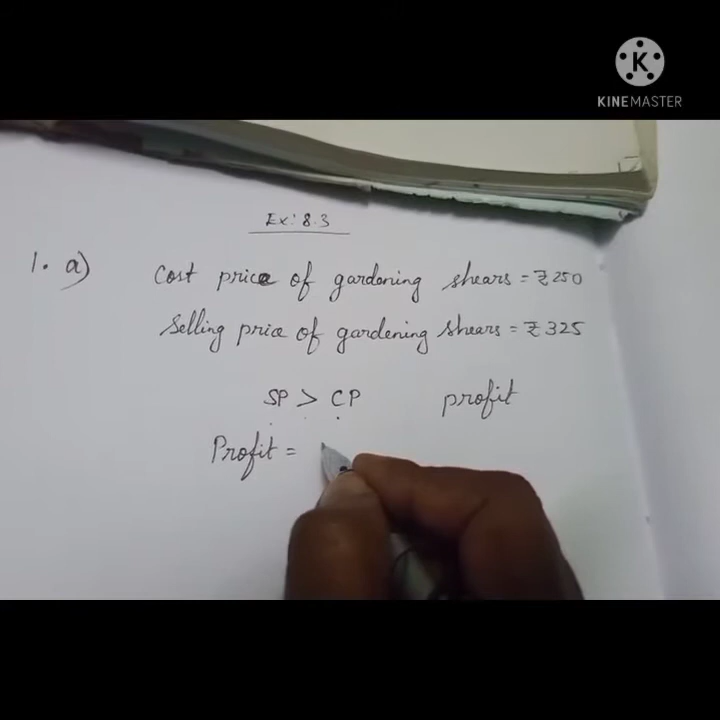 K
KINEMASTER
Ex: 8.3
1. a) Cost price of gardening shears = ₹250
Selling price of gardening shears = ₹325
SP > CP profit
Profit =